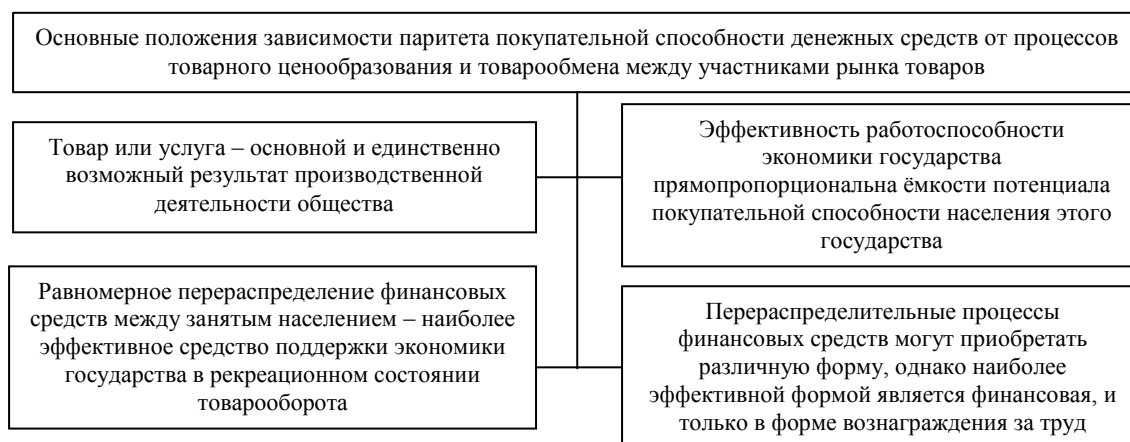 Основные положения зависимости паритета покупательной способности денежных средств от процессов
товарного ценообразования и товарообмена между участниками рынка товаров
Товар или услуга – основной и единственно
возможный результат производственной
деятельности общества
Эффективность работоспособности
экономики государства
прямопропорциональна ёмкости потенциала
покупательной способности населения этого
государства
Равномерное перераспределение финансовых
средств между занятым населением – наиболее
эффективное средство поддержки экономики
государства в рекреационном состоянии
товарооборота
Перераспределительные процессы
финансовых средств могут приобретать
различную форму, однако наиболее
эффективной формой является финансовая, и
только в форме вознаграждения за труд